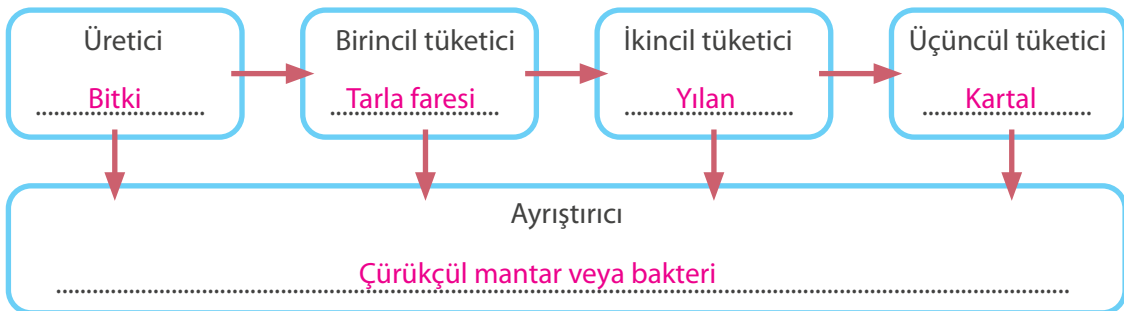 Üretici
Bitki
Birincil tüketici
Tarla faresi
İkincil tüketici
Yılan
Üçüncül tüketici
Kartal
Ayrıştırıcı
Çürükçül mantar veya bakteri